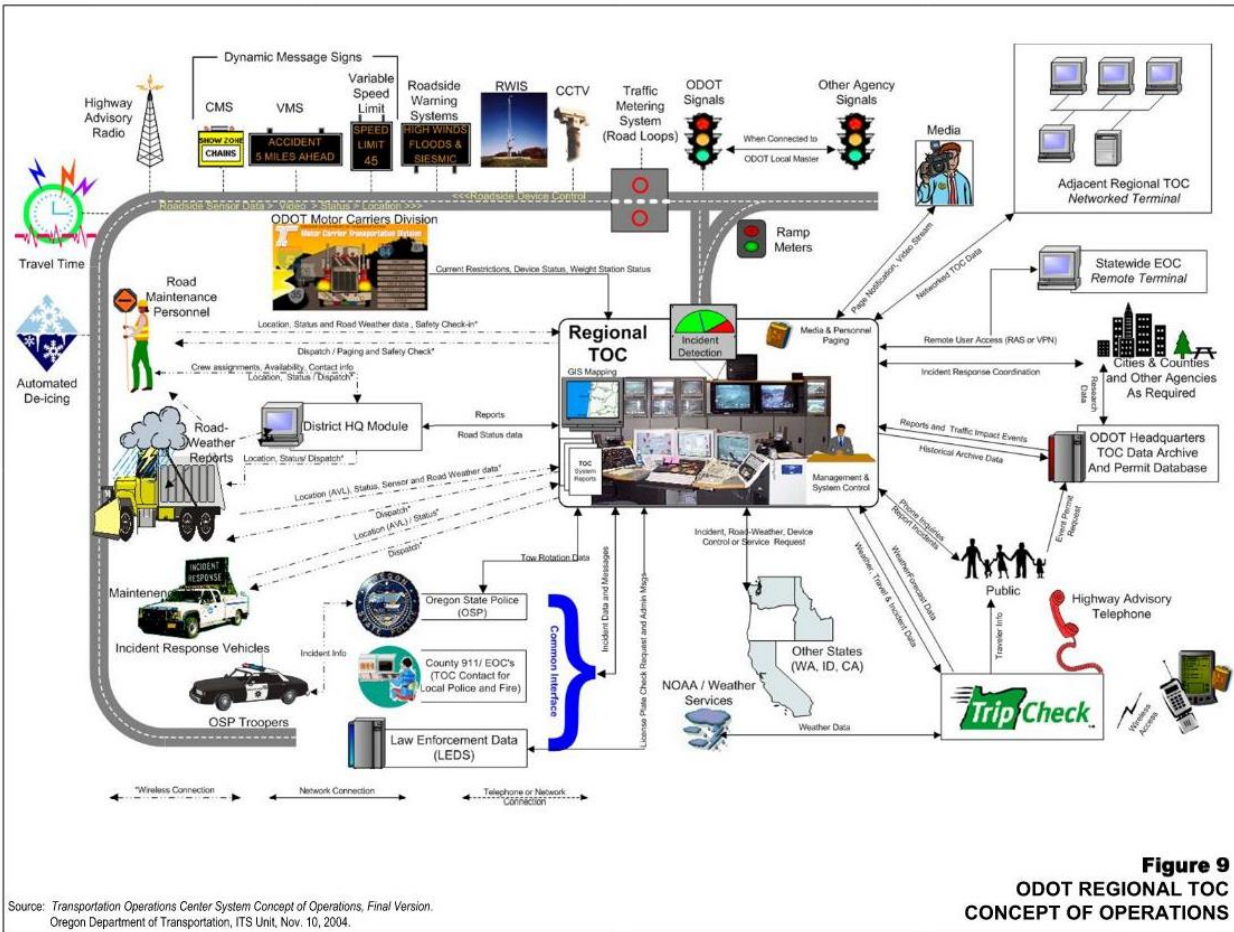 Dynamic Message Signs
Highway
Advisory
Radio
CMS
SNOW ZONE
CHAINS
VMS
ACCIDENT
5 MILES AHEAD
Variable
Speed
Limit
SPEED
LIMIT
45
Roadside
Warning
Systems
HIGH WINDS
FLOODS &
SIESMIC
RWIS
CCTV
Traffic
Metering
System
(Road Loops)
ODOT
Signals
When Connected to
ODOT Local Master
Other Agency
Signals
Media
Adjacent Regional TOC
Networked Terminal
<<<Roadside Device Control
Roadside Sensor Data > Video > Status > Location >>>
Travel Time
ODOT Motor Carriers Division
Motor Carrier Transportation Division
Current Restrictions, Device Status, Weight Station Status
Ramp
Meters
Page Notification, Video Stream
Networked TOC Data
Statewide EOC
Remote Terminal
Road
Maintenance
Personnel
Location, Status and Road Weather data , Safety Check-in*
Dispatch / Paging and Safety Check*
Regional
TOC
GIS Mapping
Incident
Detection
Media & Personnel
Paging
Remote User Access (RAS or VPN)
Incident Response Coordination
Cities & Counties
and Other Agencies
As Required
Research
Data
Automated
De-icing
Crew assignments, Availability, Contact info
Location, Status / Dispatch*
District HQ Module
Reports
Road Status data
Road-
Weather
Reports
Location, Status/ Dispatch*
TOC
System
Reports
Management &
System Control
Reports and Traffic Impact Events
Historical Archive Data
ODOT Headquarters
TOC Data Archive
And Permit Database
Location (AVL), Status, Sensor and Road Weather data*
Dispatch*
Location (AVL) / Status*
Dispatch*
Phone Inquiries
Report Incidents
Event Permit
Request
Incident, Road-Weather, Device
Control or Service Request
Weather Forecast Data
Weather, Travel & Incident Data
Public
Traveler Info
Highway Advisory
Telephone
INCIDENT
RESPONSE
Incident Response Vehicles
Tow Rotation Data
Oregon State Police
(OSP)
Incident Info
County 911/ EOC's
(TOC Contact for
Local Police and Fire)
Common Interface
Incident Data and Messages
License Plate Check Request and Admin Msgs
Other States
(WA, ID, CA)
NOAA / Weather
Services
Weather Data
Trip Check
Wireless
Access
OSP Troopers
Law Enforcement Data
(LEDS)
*Wireless Connection
Network Connection
Telephone or Network
Connection
Figure 9
ODOT REGIONAL TOC
CONCEPT OF OPERATIONS
Source: Transportation Operations Center System Concept of Operations, Final Version.
Oregon Department of Transportation, ITS Unit, Nov. 10, 2004.